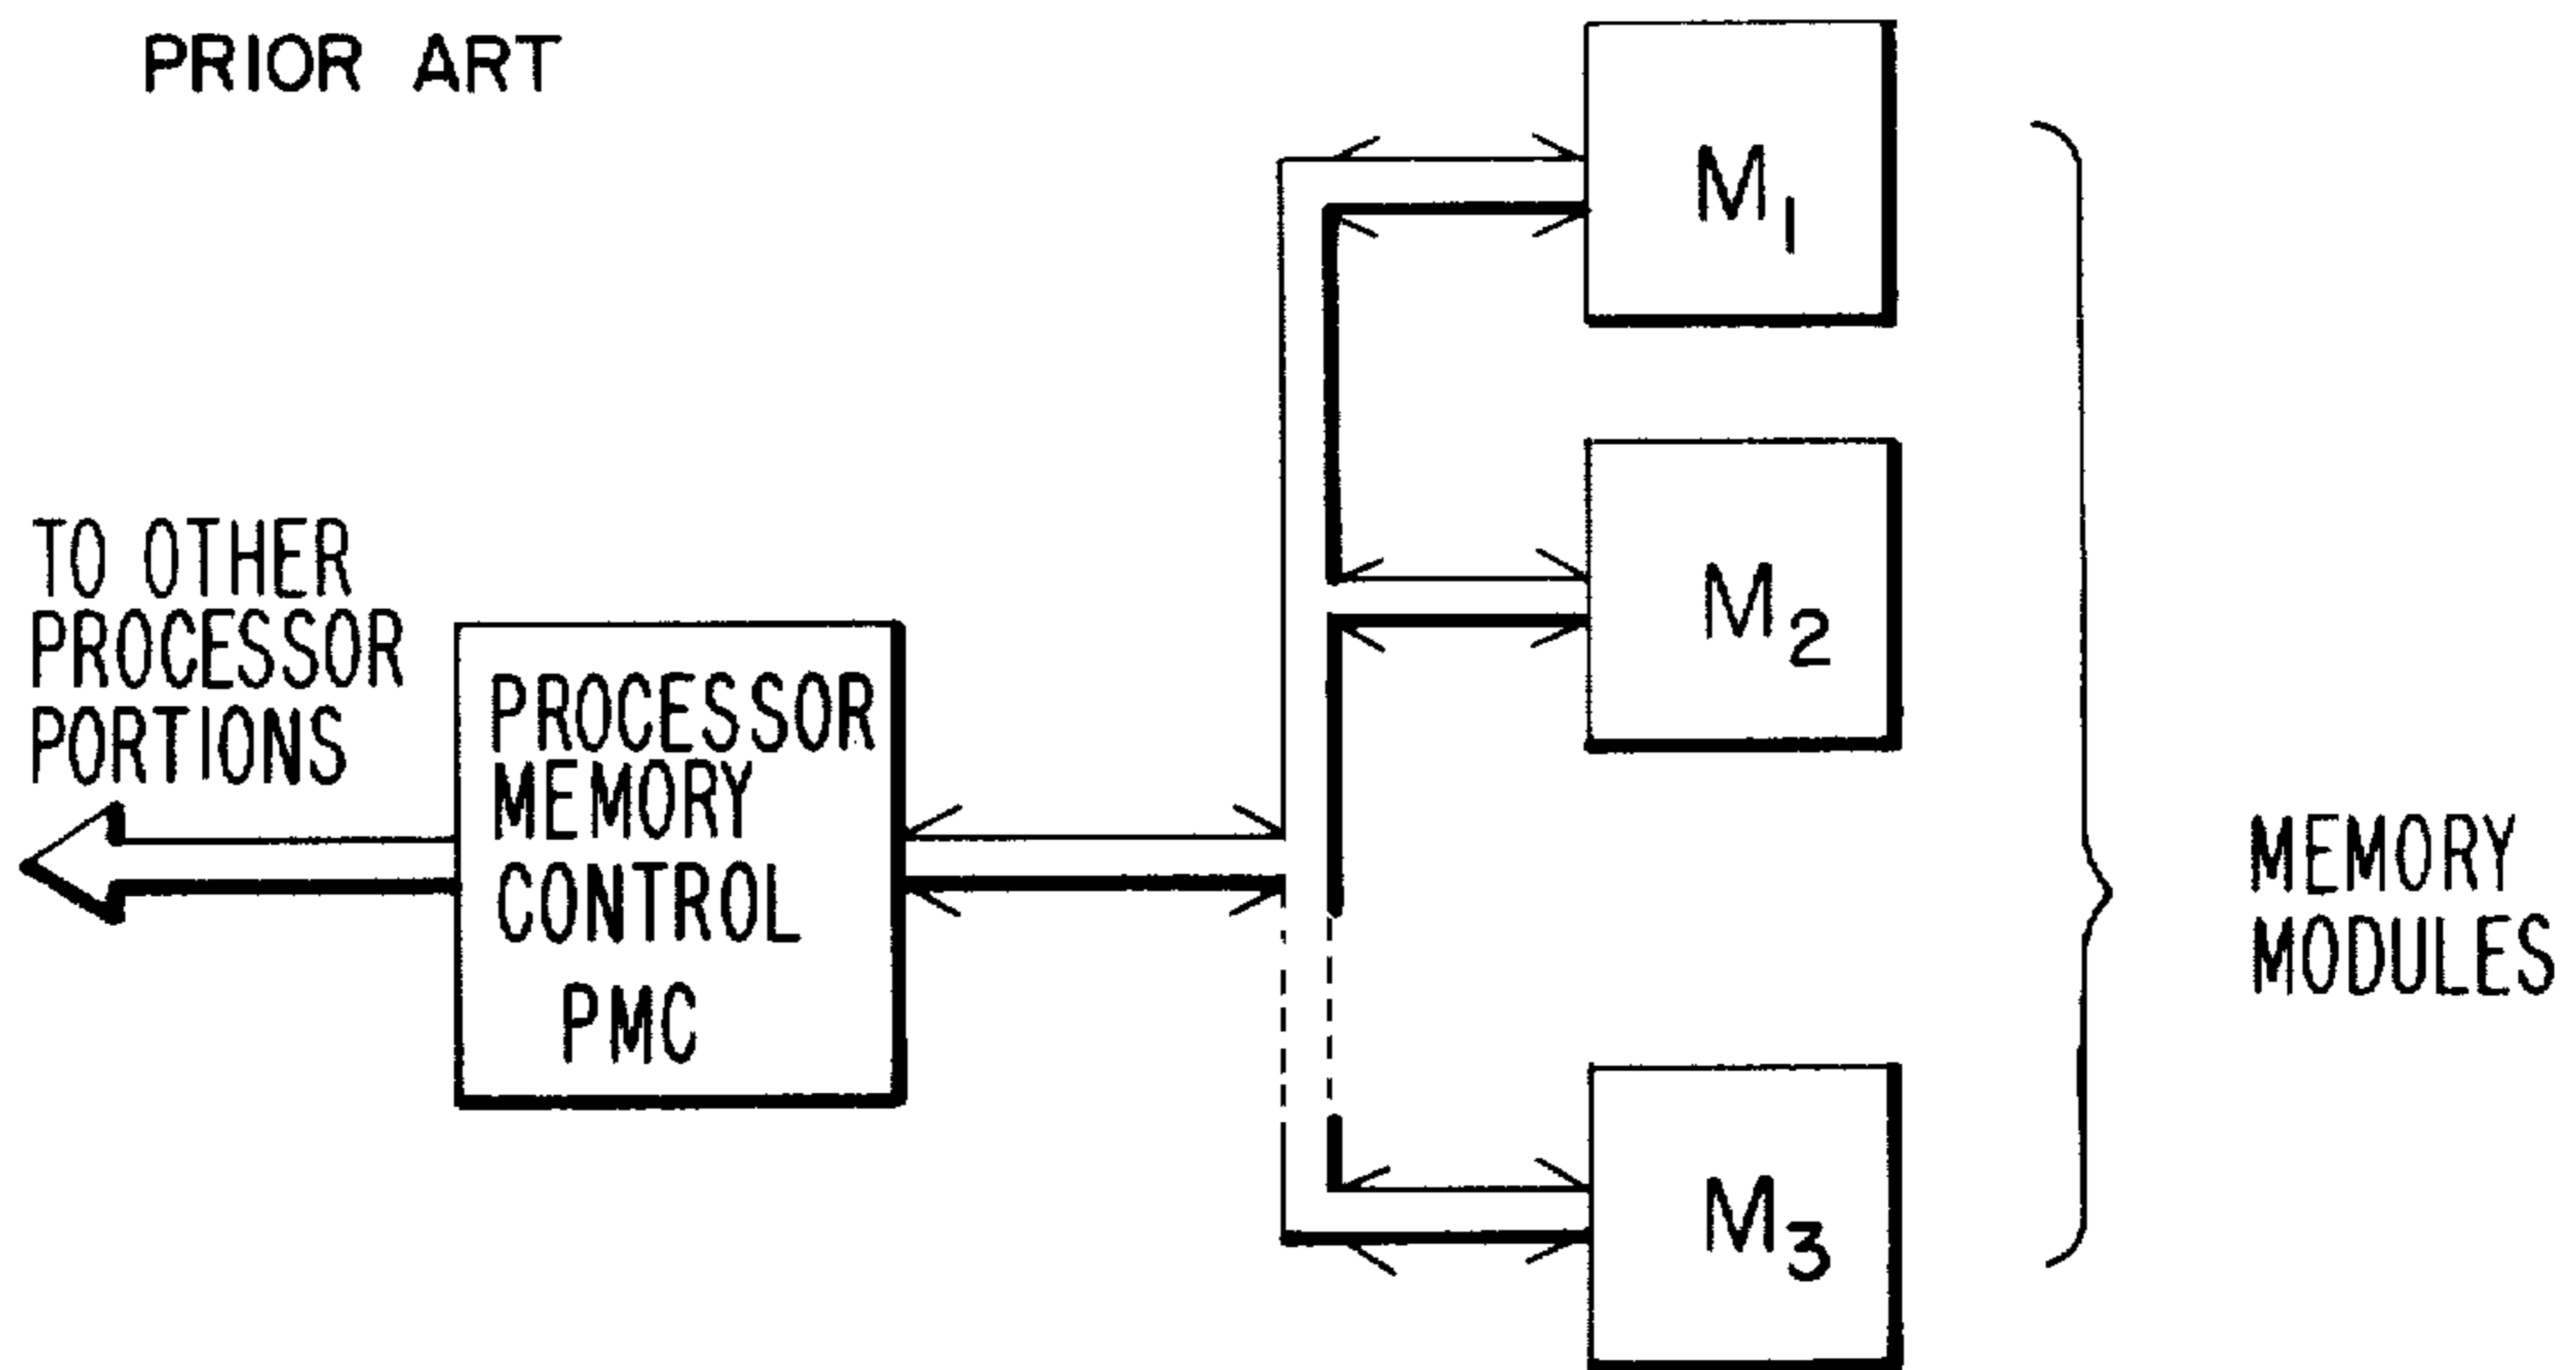 PRIOR ART
M1
M2
M3
TO OTHER
PROCESSOR
PORTIONS
PROCESSOR
MEMORY
CONTROL
PMC
MEMORY
MODULES